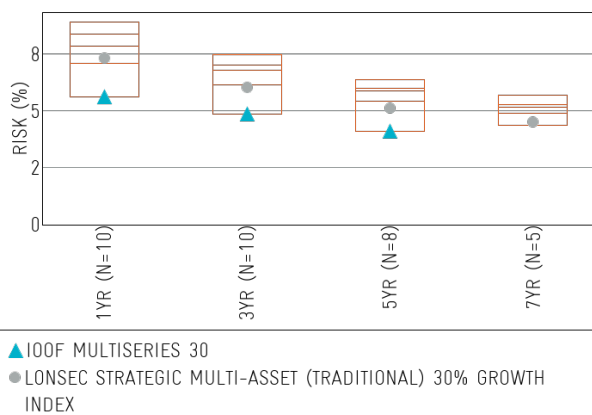 8
5
2
0
RISK (%)
1YR (N=10)
3YR (N=10)
5YR (N=8)
7YR (N=5)
IOOF MULTISERIES 30
LONSEC STRATEGIC MULTI-ASSET (TRADITIONAL) 30% GROWTH
INDEX